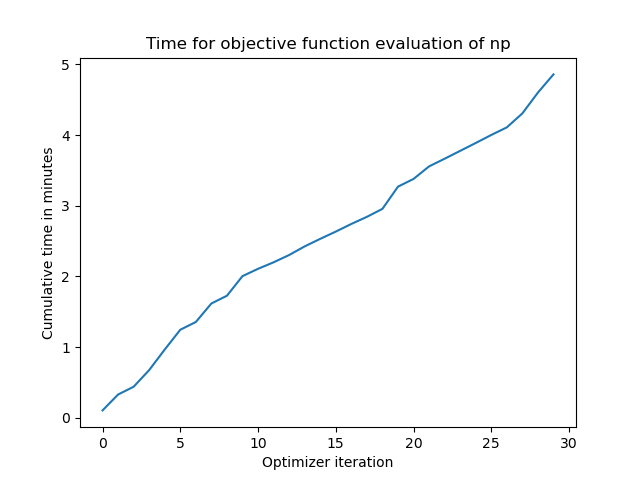 Time for objective function evaluation of np
5
4
3
2
1
0
Cumulative time in minutes
0 5 10 15 20 25 30
Optimizer iteration